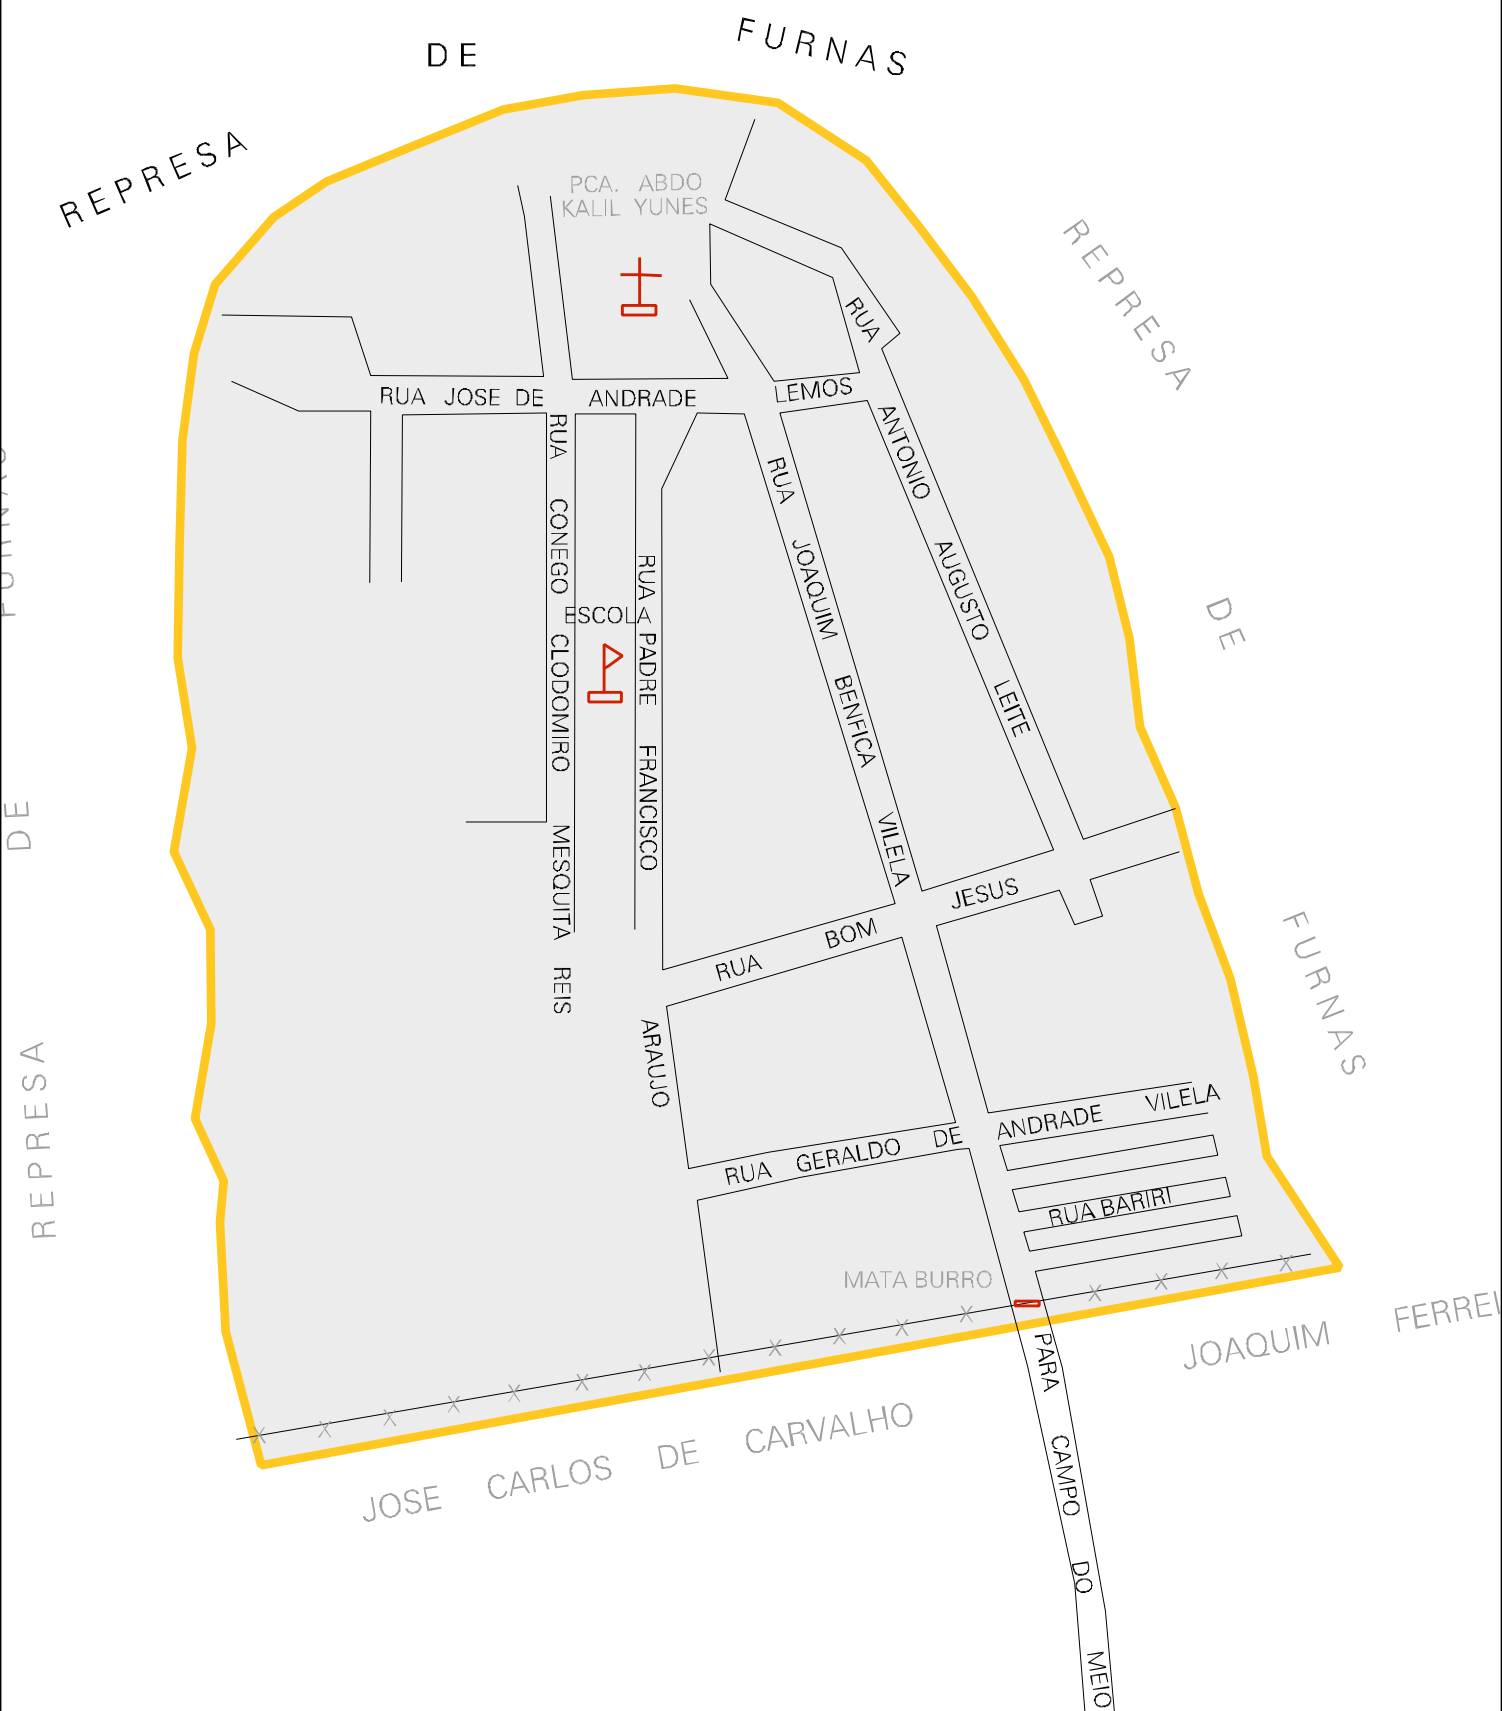 REPRESA DE FURNAS
REPRESA DE FURNAS
REPRESA DE FURNAS
PCA. ABDO
KALIL YUNES
RUA JOSE DE ANDRADE LEMOS
RUA ANTONIO AUGUSTO LEITE
RUA CONEGO CLODOMIRO MESQUITA REIS
RUA PADRE FRANCISCO ARAUJO
RUA JOAQUIM BENFICA VILELA
ESCOLA
RUA BOM JESUS
RUA GERALDO DE ANDRADE VILELA
RUA BARIRI
MATA BURRO
JOSE CARLOS DE CARVALHO
JOAQUIM FERREI
PARA CAMPO DO MEIO